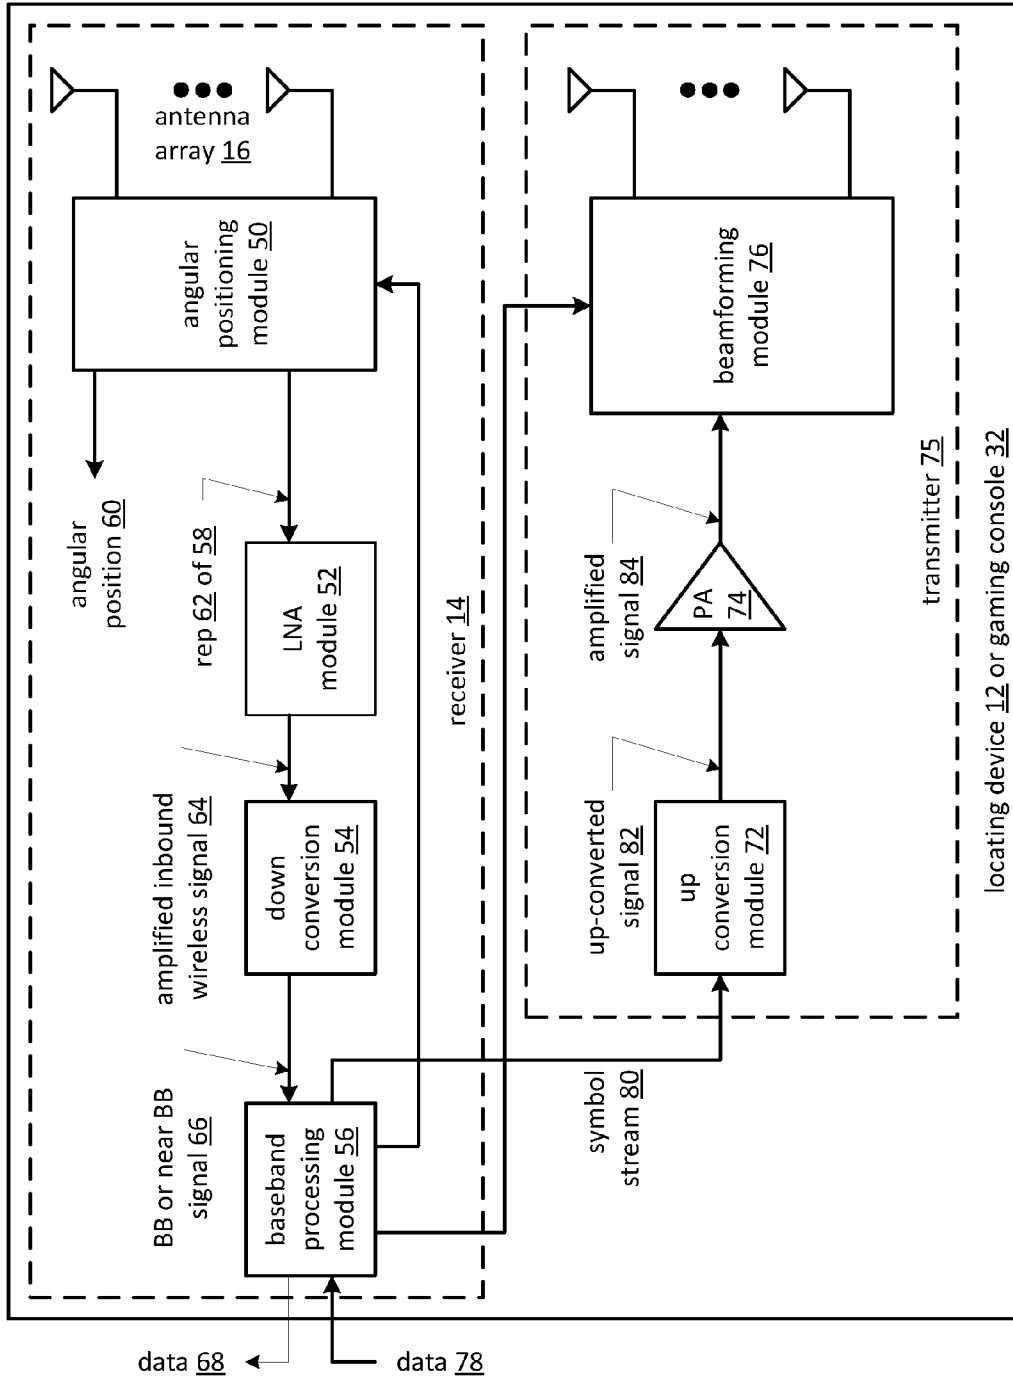 antenna
array 16
angular
positioning
module 50
angular
position 60
rep 62 of 58
LNA
module 52
amplified inbound
wireless signal 64
down
conversion
module 54
BB or near BB
signal 66
baseband
processing
module 56
data 68
data 78
receiver 14
symbol
stream 80
up
conversion
module 72
up-converted
signal 82
PA
74
amplified
signal 84
beamforming
module 76
transmitter 75
locating device 12 or gaming console 32